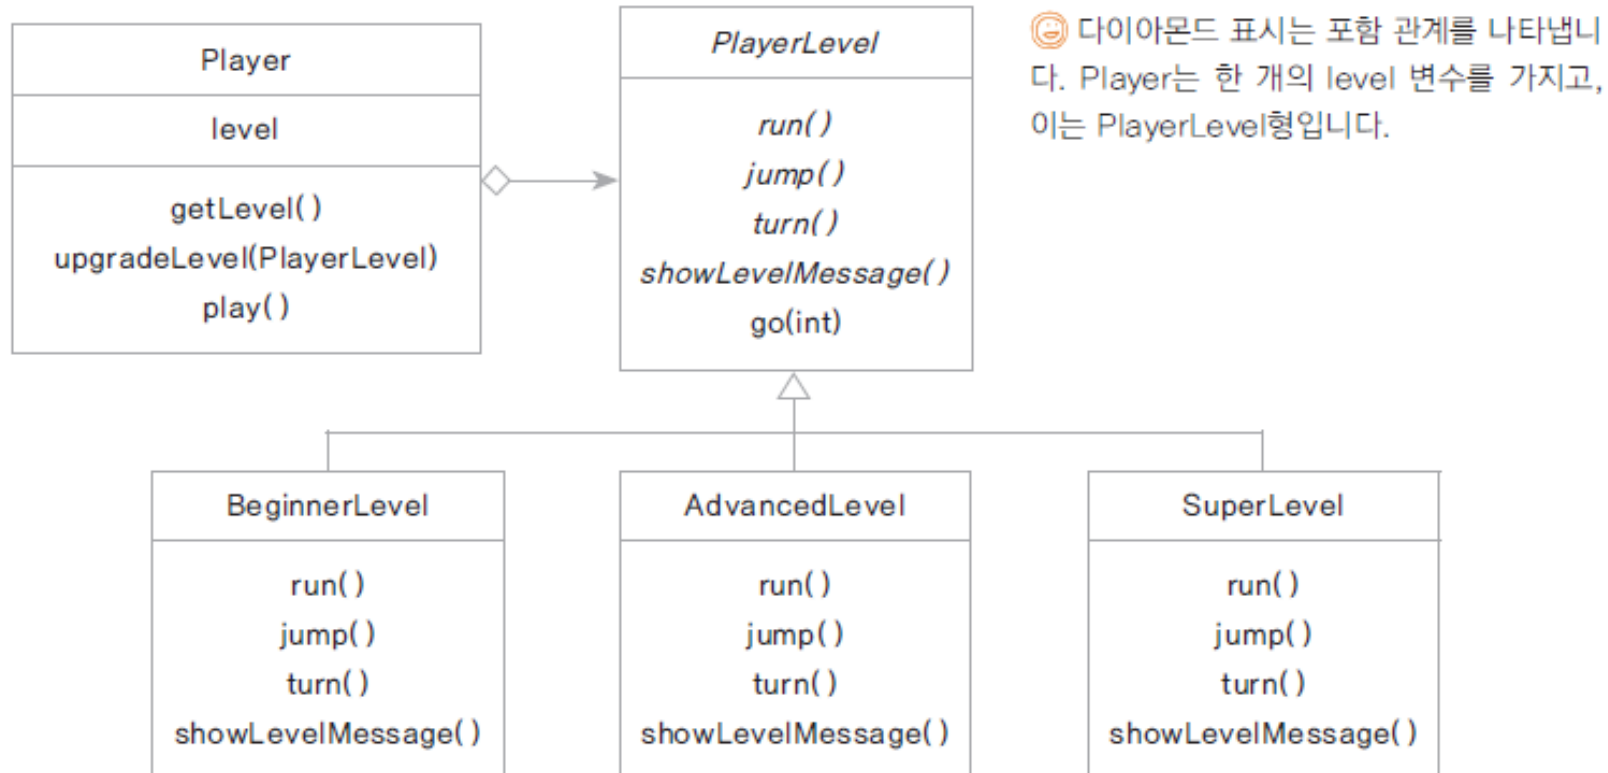 Player
level
getLevel( )
upgradeLevel(PlayerLevel)
play( )
PlayerLevel
run( )
jump( )
turn( )
showLevelMessage( )
go(int)
다이아몬드 표시는 포함 관계를 나타냅니
다. Player는 한 개의 level 변수를 가지고,
이는 PlayerLevel형입니다.
BeginnerLevel
run( )
jump( )
turn( )
showLevelMessage( )
AdvancedLevel
run( )
jump( )
turn( )
showLevelMessage( )
SuperLevel
run( )
jump( )
turn( )
showLevelMessage( )